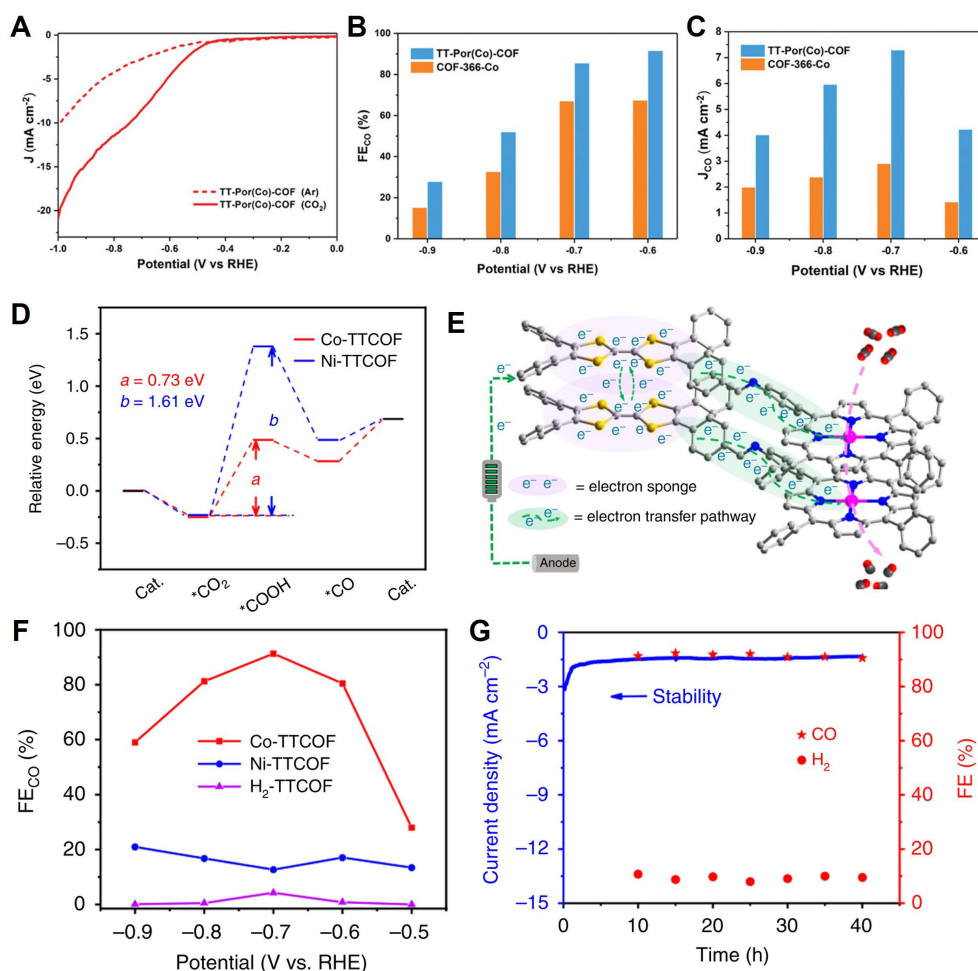 A
J (mA cm⁻²)
0
-5
-10
-15
-20
TT-Por(Co)-COF (Ar)
TT-Por(Co)-COF (CO₂)
-1.0 -0.8 -0.6 -0.4 -0.2 0.0
Potential (V vs RHE)
B
FE_CO (%)
100
80
60
40
20
0
TT-Por(Co)-COF
COF-366-Co
-0.9 -0.8 -0.7 -0.6
Potential (V vs RHE)
C
J_CO (mA cm⁻²)
8
7
6
5
4
3
2
1
0
TT-Por(Co)-COF
COF-366-Co
-0.9 -0.8 -0.7 -0.6
Potential (V vs RHE)
D
Relative energy (eV)
1.5
1.0
0.5
0.0
−0.5
Co-TTCOF
Ni-TTCOF
a = 0.73 eV
b = 1.61 eV
b
a
Cat. *CO₂ *COOH *CO Cat.
E
e⁻ e⁻ e⁻ e⁻
e⁻ e⁻ e⁻ e⁻
e⁻ e⁻ = electron sponge
e⁻ e⁻ = electron transfer pathway
Anode
F
FE_CO (%)
100
80
60
40
20
0
Co-TTCOF
Ni-TTCOF
H₂-TTCOF
−0.9 −0.8 −0.7 −0.6 −0.5
Potential (V vs. RHE)
G
Current density (mA cm⁻²)
0
−3
−6
−9
−12
−15
Stability
CO
H₂
FE (%)
100
80
60
40
20
0
0 10 20 30 40
Time (h)